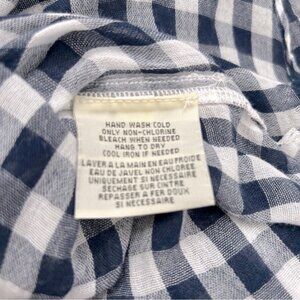 HAND WASH COLD
ONLY NON-CHLORINE
BLEACH WHEN NEEDED
HANG TO DRY
COOL IRON IF NEEDED
LAVER A LA MAIN EN EAU FROIDE
EAU DE JAVEL NON CHLOREE
UNIQUEMENT SI NECESSAIRE
SECHAGE SUR CINTRE
REPASSER A FER DOUX
SI NECESSAIRE